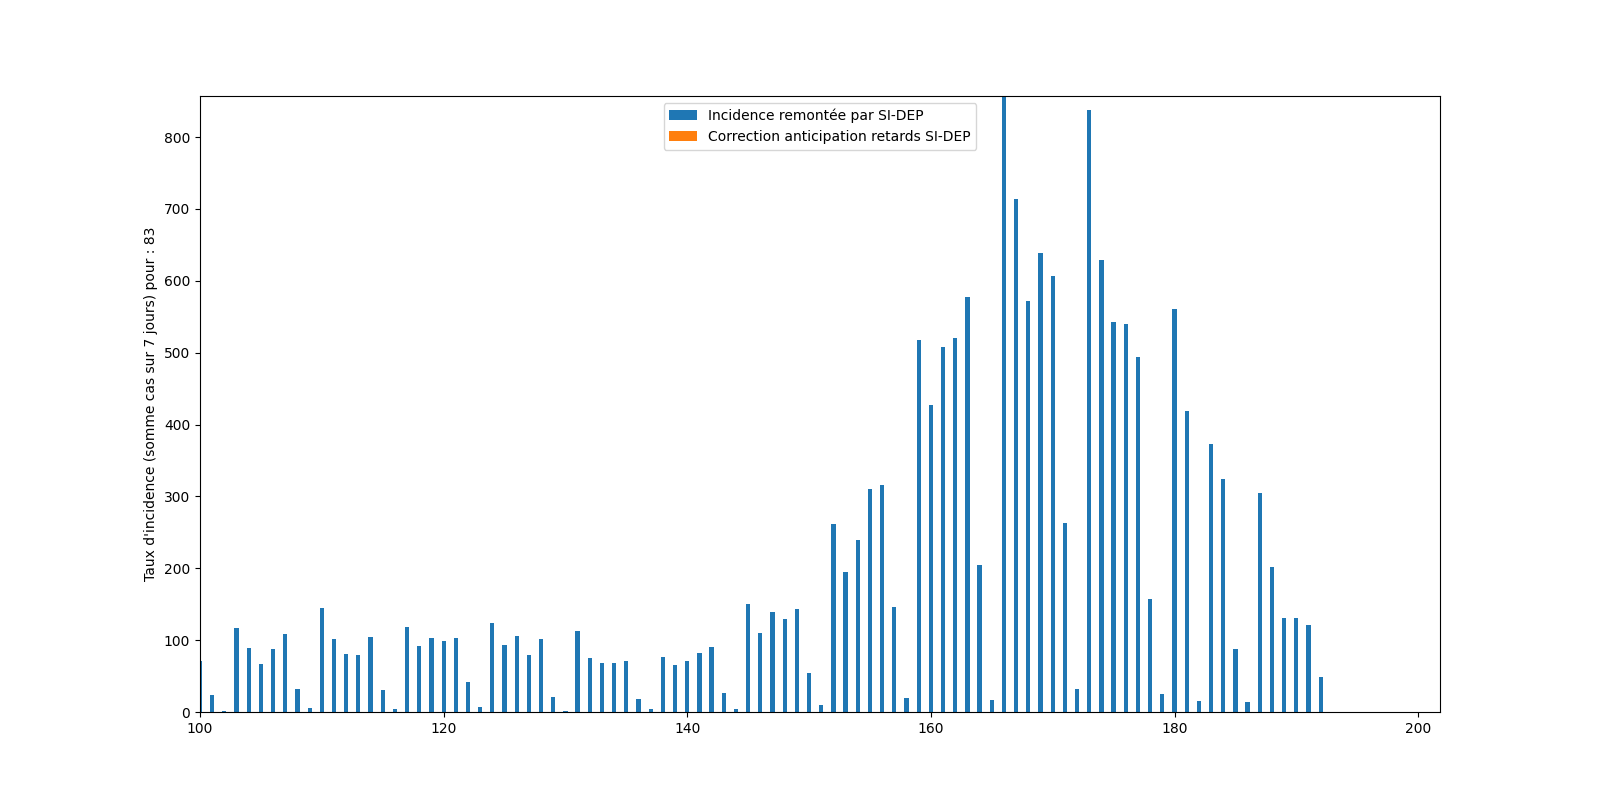 Incidence remontée par SI-DEP
Correction anticipation retards SI-DEP
Taux d'incidence (somme cas sur 7 jours) pour : 83
800
700
600
500
400
300
200
100
0
100 120 140 160 180 200